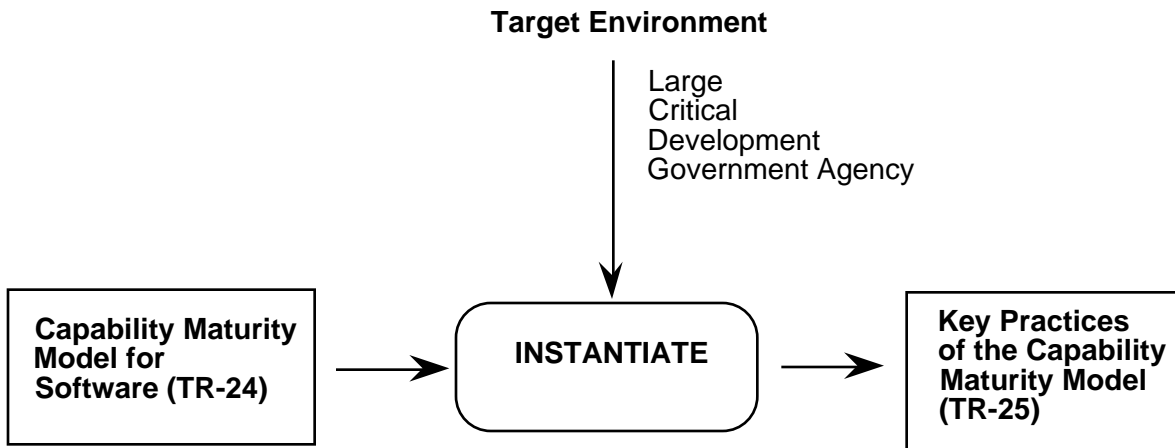 Target Environment
Large
Critical
Development
Government Agency
Capability Maturity
Model for
Software (TR-24)
INSTANTIATE
Key Practices
of the Capability
Maturity Model
(TR-25)